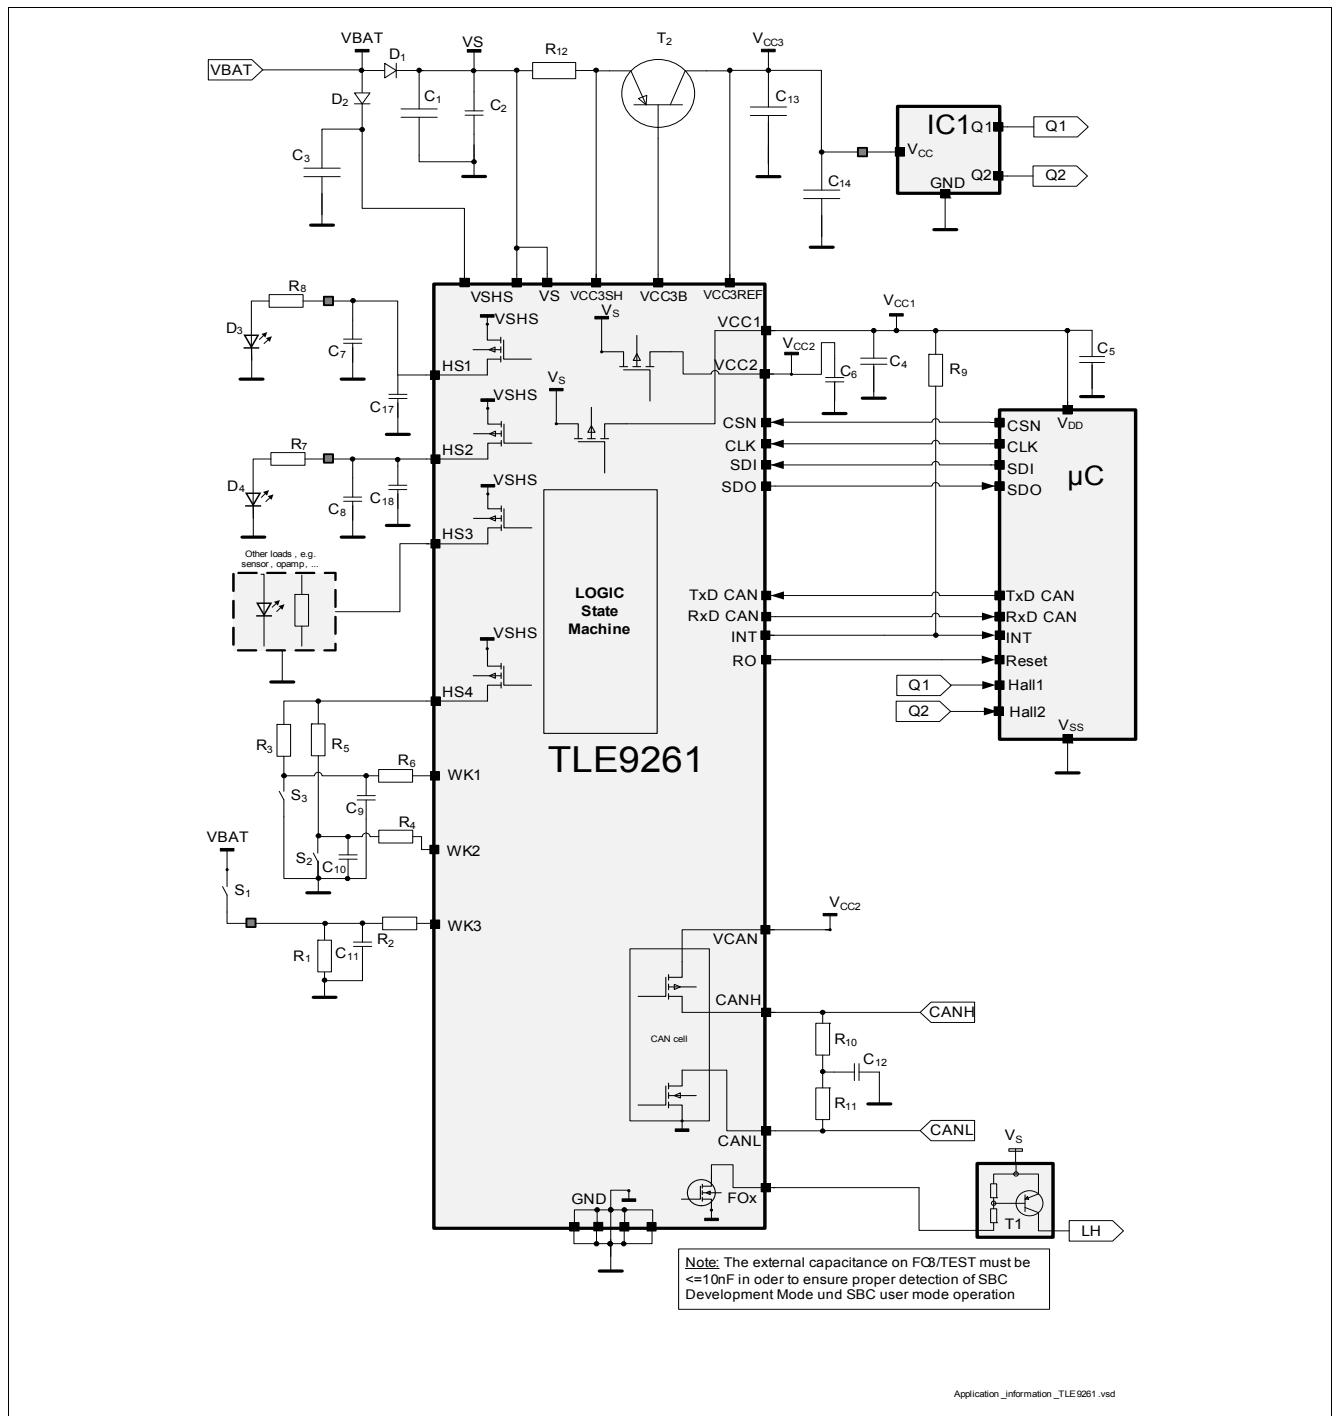 VBAT
VBAT
D1
VS
R12
T2
VCC3
D2
C1
C2
C3
C13
C14
IC1
Q1
Q1
VCC
Q2
Q2
GND
VSHS
VS
VCC3SH
VCC3B
VCC3REF
R8
D3
C7
HS1
VSHS
C17
VS
VCC1
VCC2
VCC2
VCC1
C6
C4
R9
C5
VS
R7
D4
C8
C18
HS2
VSHS
CSN
CLK
SDI
SDO
CSN
CLK
SDI
SDO
VDD
µC
HS3
VSHS
Other loads , e.g.
sensor , opamp, ...
LOGIC
State
Machine
TxD CAN
RxD CAN
INT
RO
TxD CAN
RxD CAN
INT
Reset
Q1
Hall1
Q2
Hall2
VSS
VSHS
HS4
R3
R5
TLE9261
R6
WK1
S3
C9
R4
WK2
S2
C10
VBAT
S1
WK3
R2
R1
C11
VCC2
VCAN
CANH
CANH
CAN cell
R10
C12
R11
CANL
CANL
VS
T1
LH
FOx
GND
Note: The external capacitance on FO3/TEST must be
<=10nF in oder to ensure proper detection of SBC
Development Mode und SBC user mode operation
Application_information_TLE9261.vsd